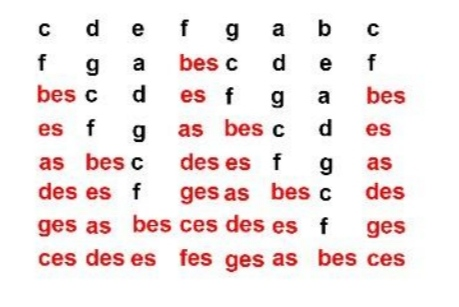 c d e f g a b c
f g a bes c d e f
bes c d es f g a bes
es f g as bes c d es
as bes c des es f g as
des es f ges as bes c des
ges as bes ces des es f ges
ces des es fes ges as bes ces